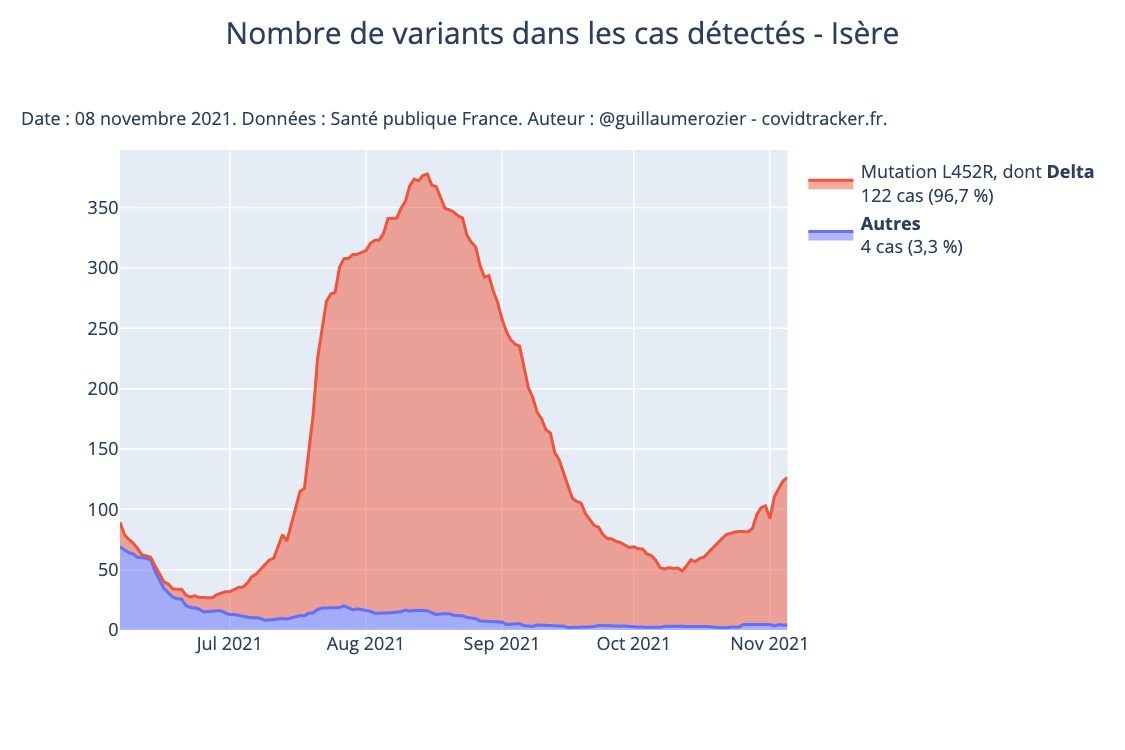 Nombre de variants dans les cas détectés - Isère
Date : 08 novembre 2021. Données : Santé publique France. Auteur : @guillaumerozier - covidtracker.fr.
Mutation L452R, dont Delta
122 cas (96,7 %)
Autres
4 cas (3,3 %)
350
300
250
200
150
100
50
0
Jul 2021
Aug 2021
Sep 2021
Oct 2021
Nov 2021